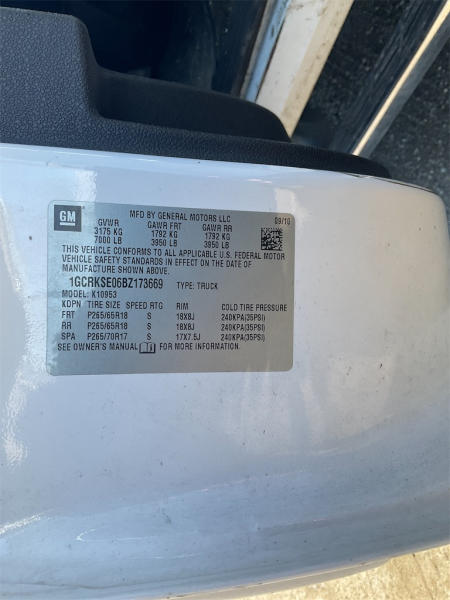 GM
MFD BY GENERAL MOTORS LLC 09/10
GVWR GAWR FRT GAWR RR
3175 KG 1792 KG 1792 KG
7000 LB 3950 LB 3950 LB
THIS VEHICLE CONFORMS TO ALL APPLICABLE U.S. FEDERAL MOTOR
VEHICLE SAFETY STANDARDS IN EFFECT ON THE DATE OF
MANUFACTURE SHOWN ABOVE.
1GCRKSE06BZ173669 TYPE: TRUCK
MODEL: K10953
KDPN TIRE SIZE SPEED RTG RIM COLD TIRE PRESSURE
FRT P265/65R18 S 18X8J 240KPA(35PSI)
RR P265/65R18 S 18X8J 240KPA(35PSI)
SPA P265/70R17 S 17X7.5J 240KPA(35PSI)
SEE OWNER'S MANUAL FOR MORE INFORMATION.